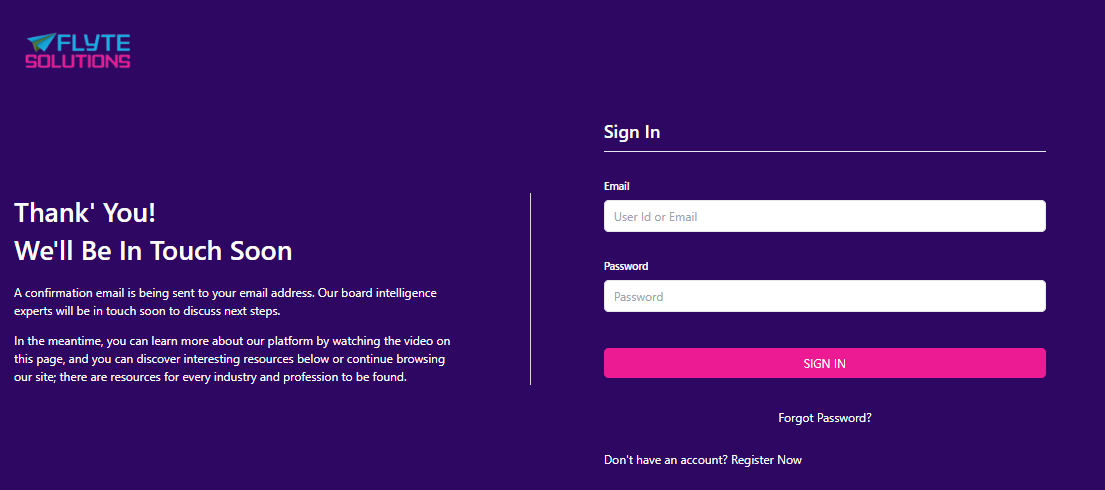 FLYTE
SOLUTIONS
Thank' You!
We'll Be In Touch Soon
A confirmation email is being sent to your email address. Our board intelligence
experts will be in touch soon to discuss next steps.
In the meantime, you can learn more about our platform by watching the video on
this page, and you can discover interesting resources below or continue browsing
our site; there are resources for every industry and profession to be found.
Sign In
Email
User Id or Email
Password
Password
SIGN IN
Forgot Password?
Don't have an account? Register Now